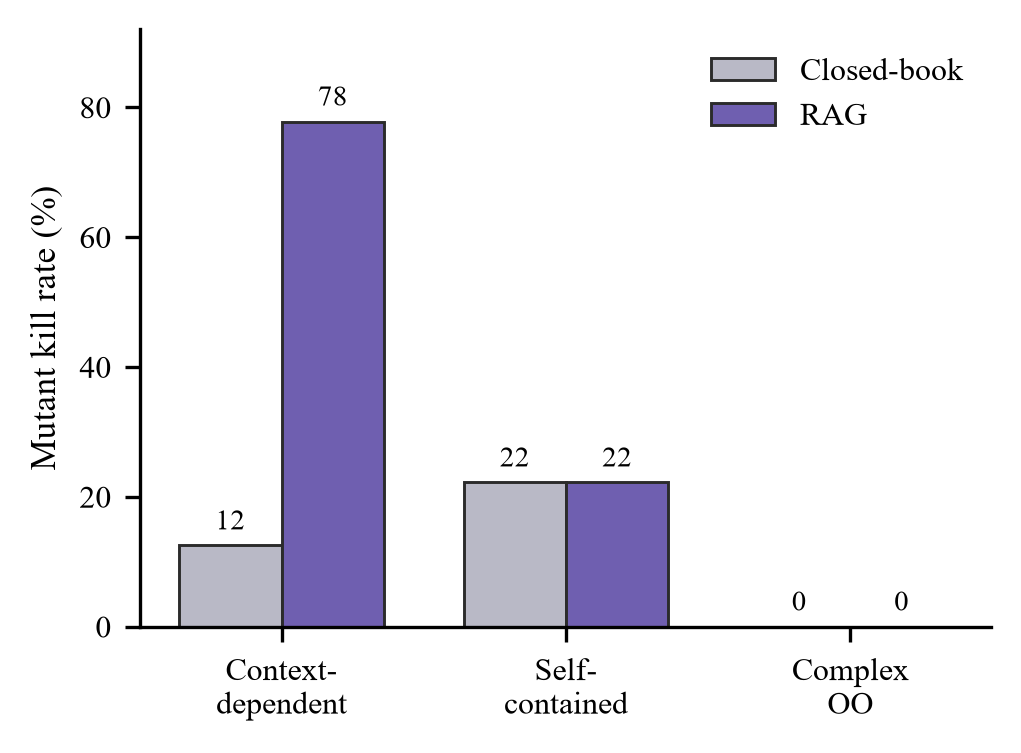 Closed-book
RAG
Mutant kill rate (%)
80
60
40
20
0
12
78
22
22
0
0
Context-
dependent
Self-
contained
Complex
OO